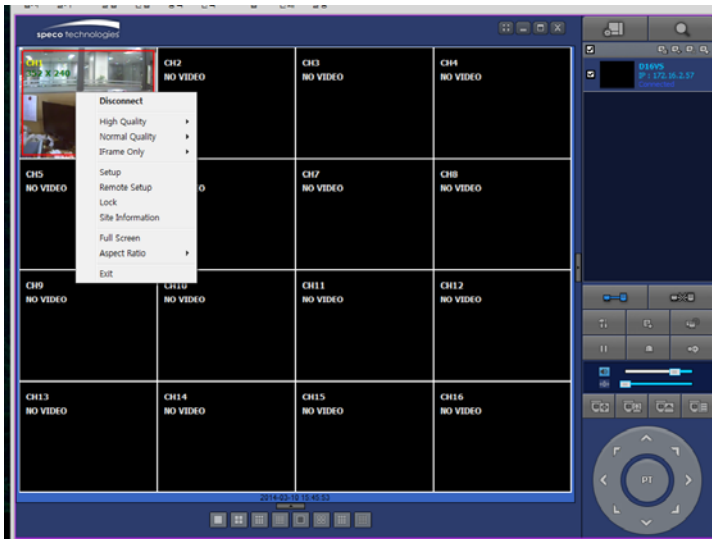 speco technologies
CH1
352 X 240
CH2
NO VIDEO
CH3
NO VIDEO
CH4
NO VIDEO
D16V5
IP : 172.16.2.57
Connected
Disconnect
High Quality
Normal Quality
IFrame Only
Setup
Remote Setup
Lock
Site Information
Full Screen
Aspect Ratio
Exit
CH5
NO VIDEO
CH7
NO VIDEO
CH8
NO VIDEO
CH9
NO VIDEO
CH10
NO VIDEO
CH11
NO VIDEO
CH12
NO VIDEO
CH13
NO VIDEO
CH14
NO VIDEO
CH15
NO VIDEO
CH16
NO VIDEO
2014-03-10 15:45:53
PT